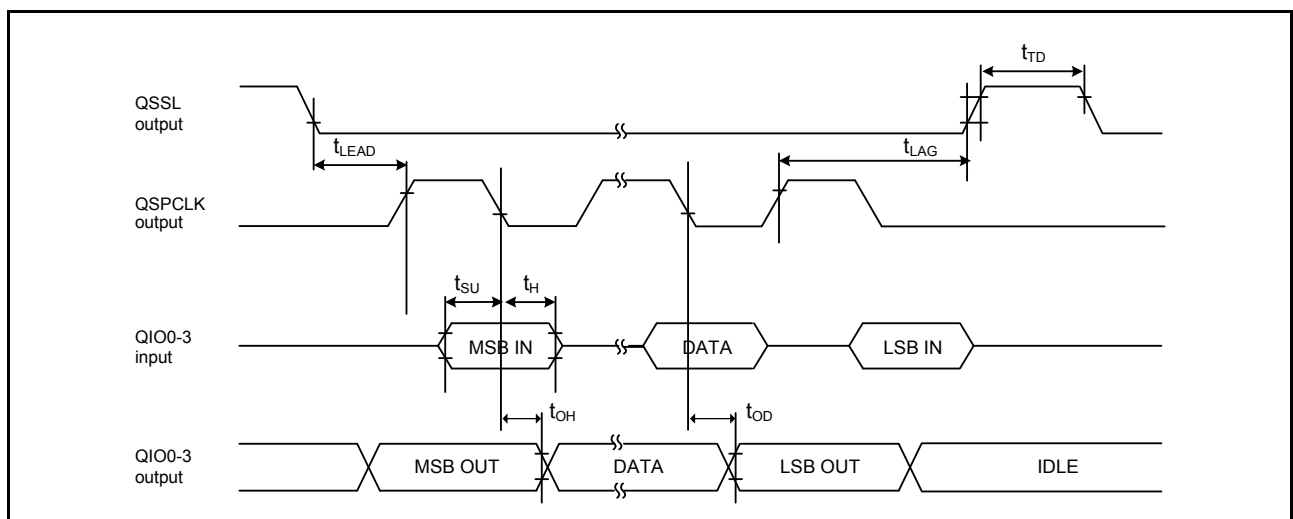 QSSL
output
tTD
tLEAD
tLAG
QSPCLK
output
tSU
tH
QIO0-3
input
MSB IN
DATA
LSB IN
tOH
tOD
QIO0-3
output
MSB OUT
DATA
LSB OUT
IDLE